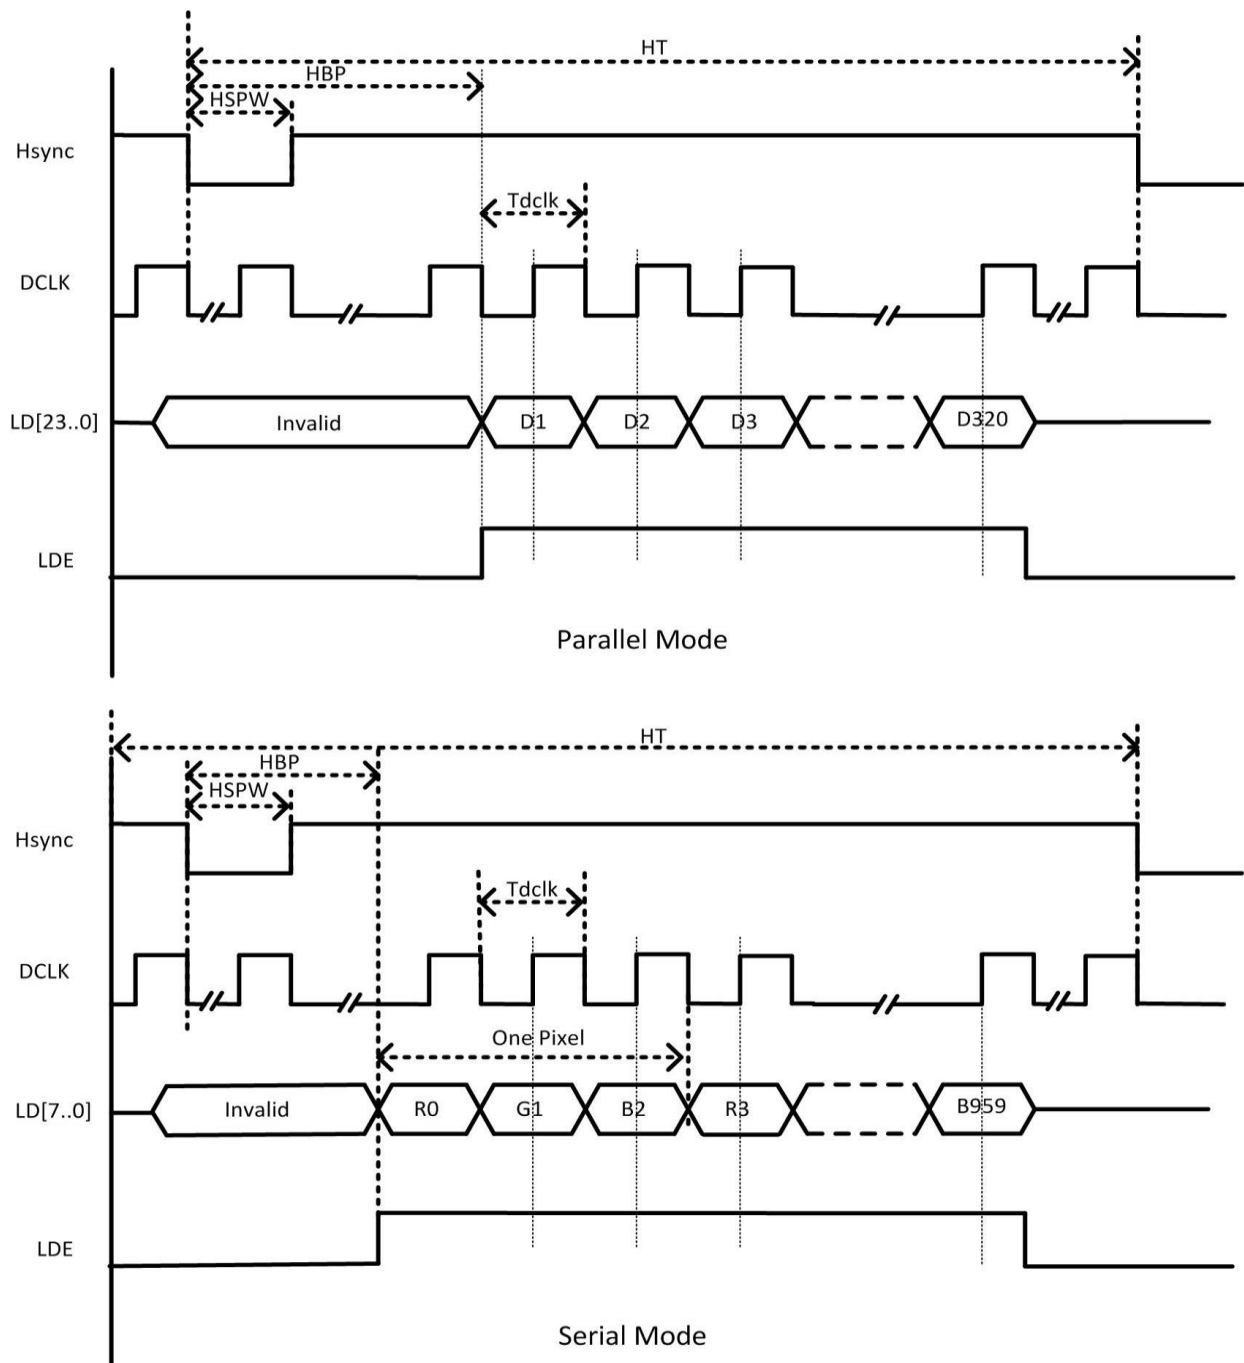 HT
HBP
HSPW
Hsync
Tdclk
DCLK
LD[23..0]
Invalid
D1
D2
D3
D320
LDE
Parallel Mode
HT
HBP
HSPW
Hsync
Tdclk
DCLK
One Pixel
LD[7..0]
Invalid
R0
G1
B2
R3
B959
LDE
Serial Mode